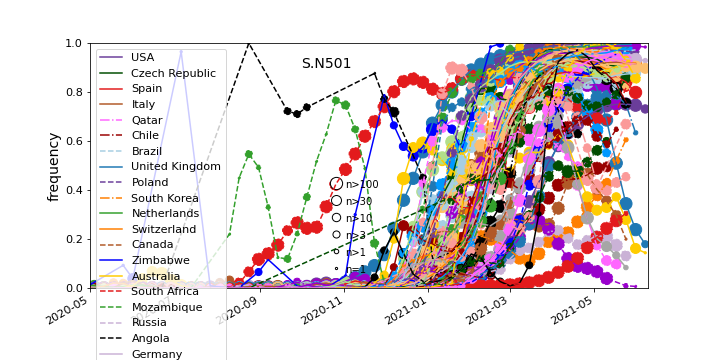 1.0
0.8
0.6
0.4
0.2
0.0
frequency
S.N501
USA
Czech Republic
Spain
Italy
Qatar
Chile
Brazil
United Kingdom
Poland
South Korea
Netherlands
Switzerland
Canada
Zimbabwe
Australia
South Africa
Mozambique
Russia
Angola
Germany
n>100
n>30
n>10
n>3
n>1
n=1
2020-05
2020-09
2020-11
2021-01
2021-03
2021-05